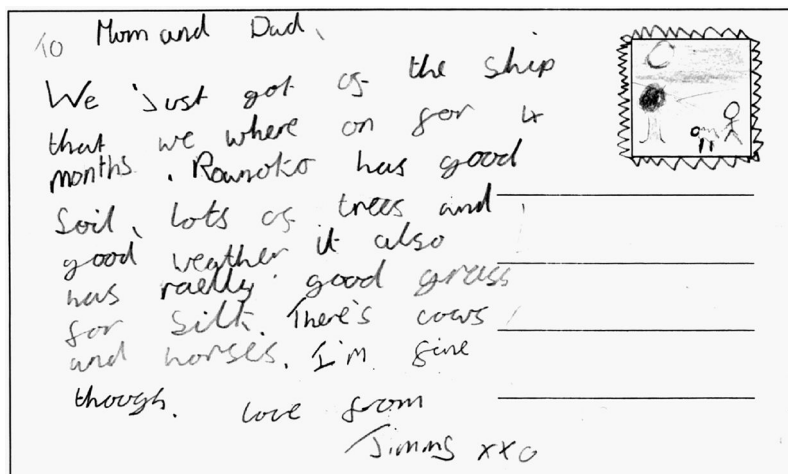 To Mom and Dad,
We just got of the ship
that we where on for 4
months. Roanoko has good
Soil, lots of trees and
good weather it also
has raelly good grass
for Silk. There's cows
and horses. I'm fine
though. love from
Jimmy xxo